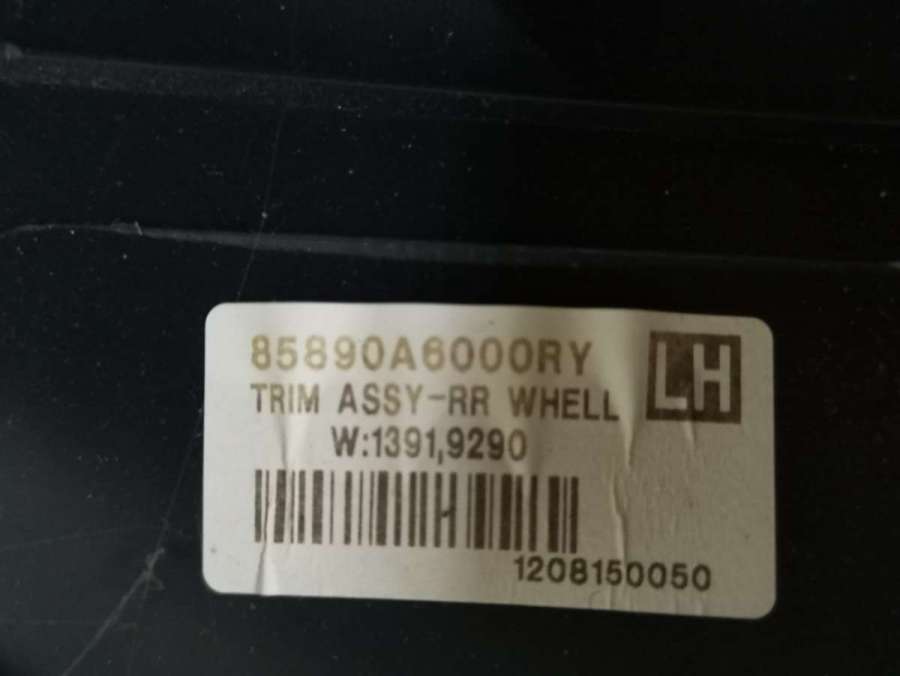 85890A6000RY
LH
TRIM ASSY-RR WHELL
W:1391,9290
1208150050